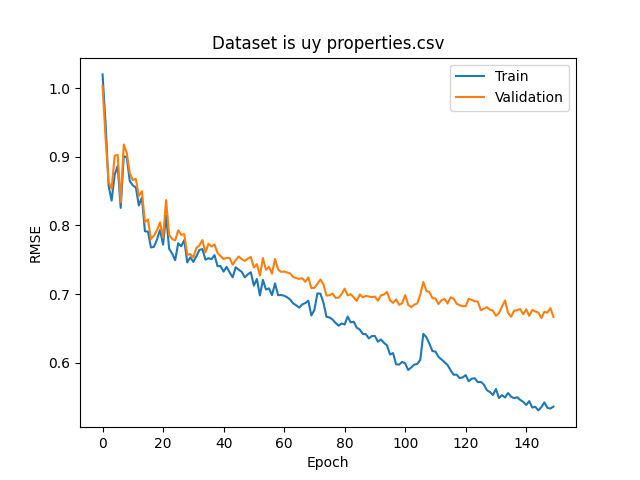 Dataset is uy properties.csv
Train
Validation
RMSE
1.0
0.9
0.8
0.7
0.6
0 20 40 60 80 100 120 140
Epoch